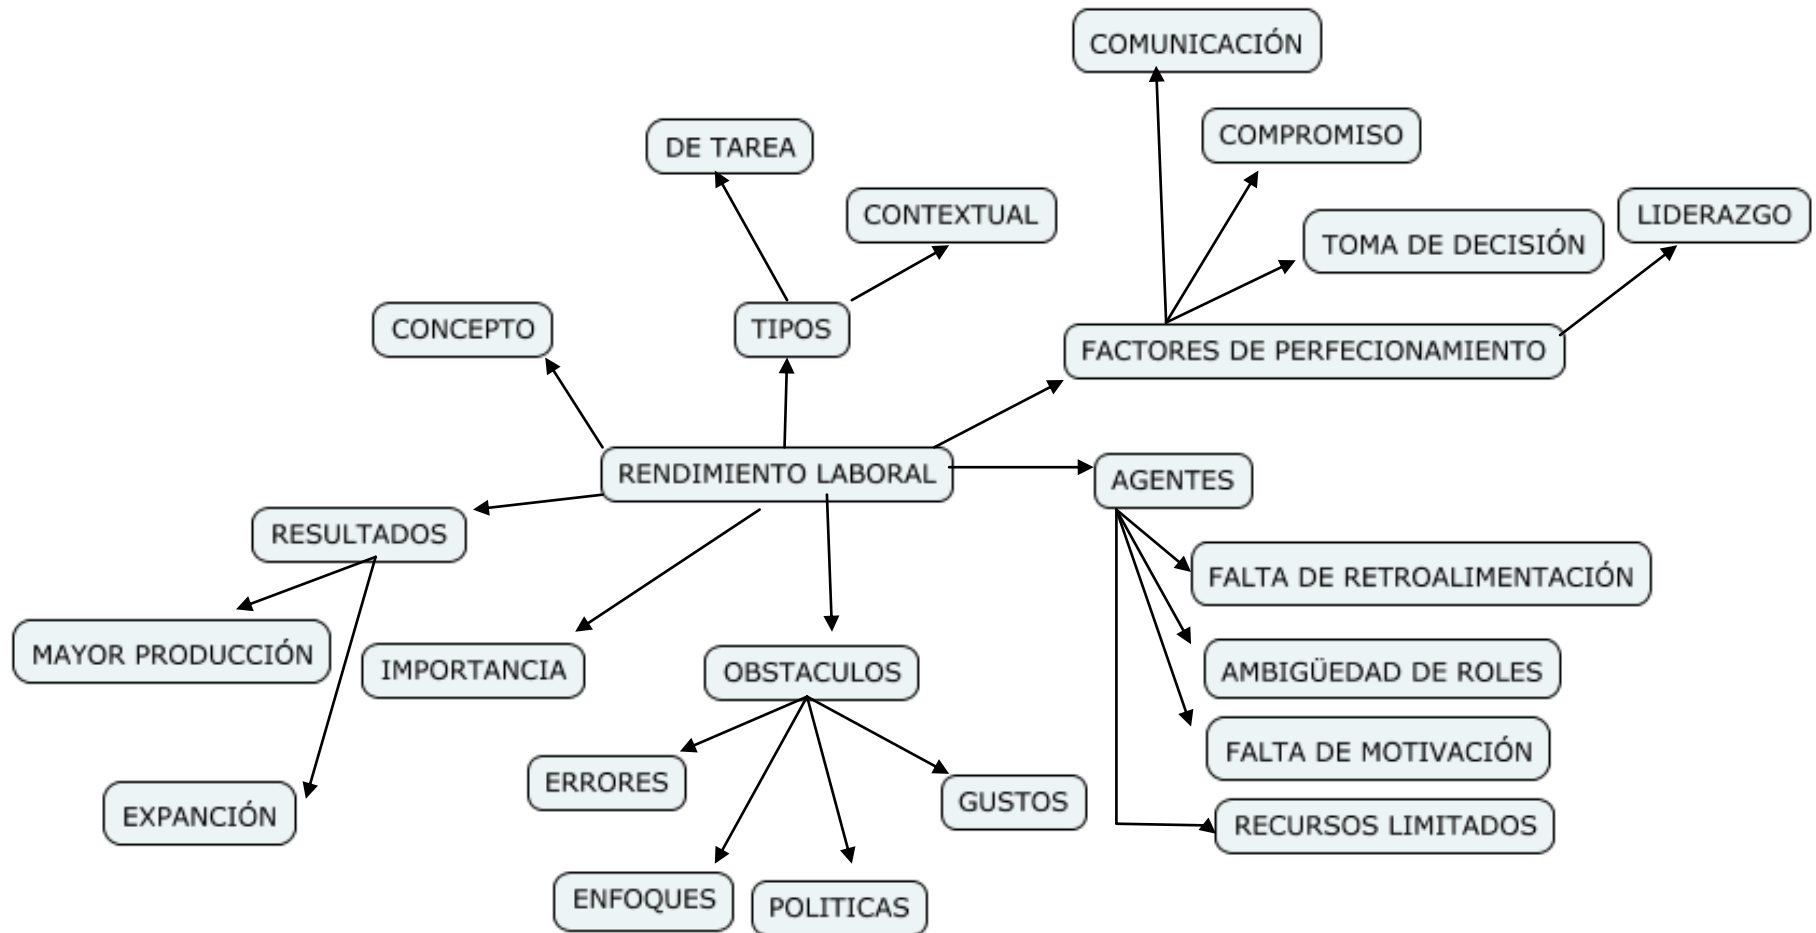 COMUNICACIÓN
COMPROMISO
DE TAREA
CONTEXTUAL
LIDERAZGO
TOMA DE DECISIÓN
CONCEPTO
TIPOS
FACTORES DE PERFECIONAMIENTO
RENDIMIENTO LABORAL
AGENTES
RESULTADOS
FALTA DE RETROALIMENTACIÓN
MAYOR PRODUCCIÓN
IMPORTANCIA
OBSTACULOS
AMBIGÜEDAD DE ROLES
FALTA DE MOTIVACIÓN
ERRORES
GUSTOS
EXPANCIÓN
RECURSOS LIMITADOS
ENFOQUES
POLITICAS